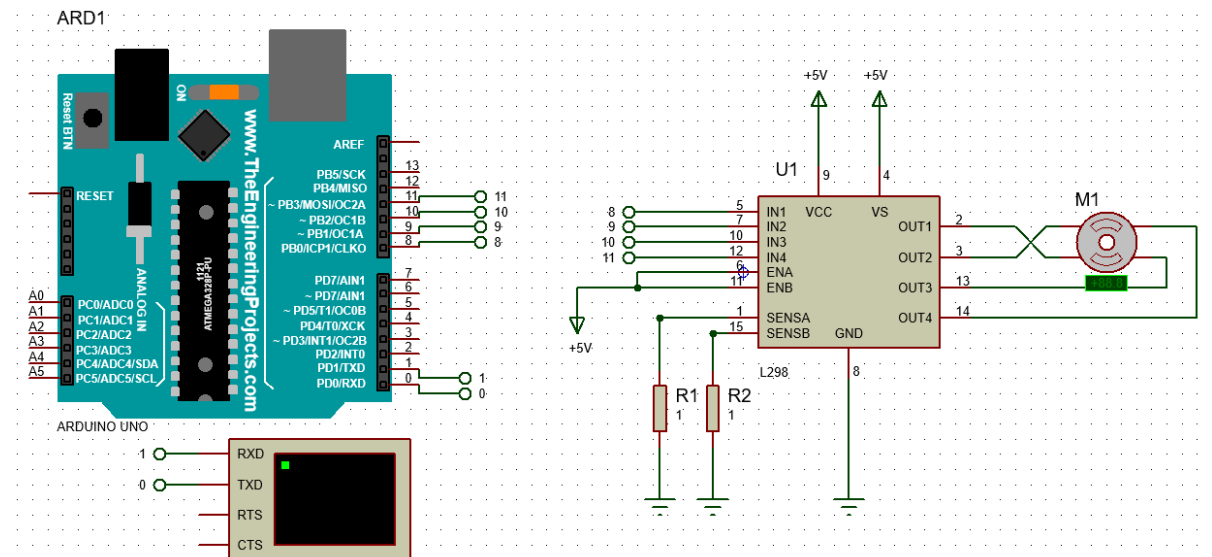 ARD1
Reset BTN
ON
www.TheEngineeringProjects.com
RESET
ANALOG IN
1121
ATMEGA328P-PU
AREF
PB5/SCK 13
PB4/MISO 12
~ PB3/MOSI/OC2A 11
~ PB2/OC1B 10
~ PB1/OC1A 9
PB0/ICP1/CLKO 8
11
10
9
8
PD7/AIN1 7
~ PD7/AIN1 6
~ PD5/T1/OC0B 5
PD4/T0/XCK 4
~ PD3/INT1/OC2B 3
PD2/INT0 2
PD1/TXD 1
PD0/RXD 0
1
0
A0 PC0/ADC0
A1 PC1/ADC1
A2 PC2/ADC2
A3 PC3/ADC3
A4 PC4/ADC4/SDA
A5 PC5/ADC5/SCL
ARDUINO UNO
1 RXD
0 TXD
RTS
CTS
+5V +5V
U1
9 4
VCC VS
8 5 IN1
9 7 IN2
10 10 IN3
11 12 IN4
6 ENA
11 ENB
1 SENSA
15 SENSB
GND
8
OUT1 2
OUT2 3
OUT3 13
OUT4 14
L298
+5V
R1
1
R2
1
M1
+88.8